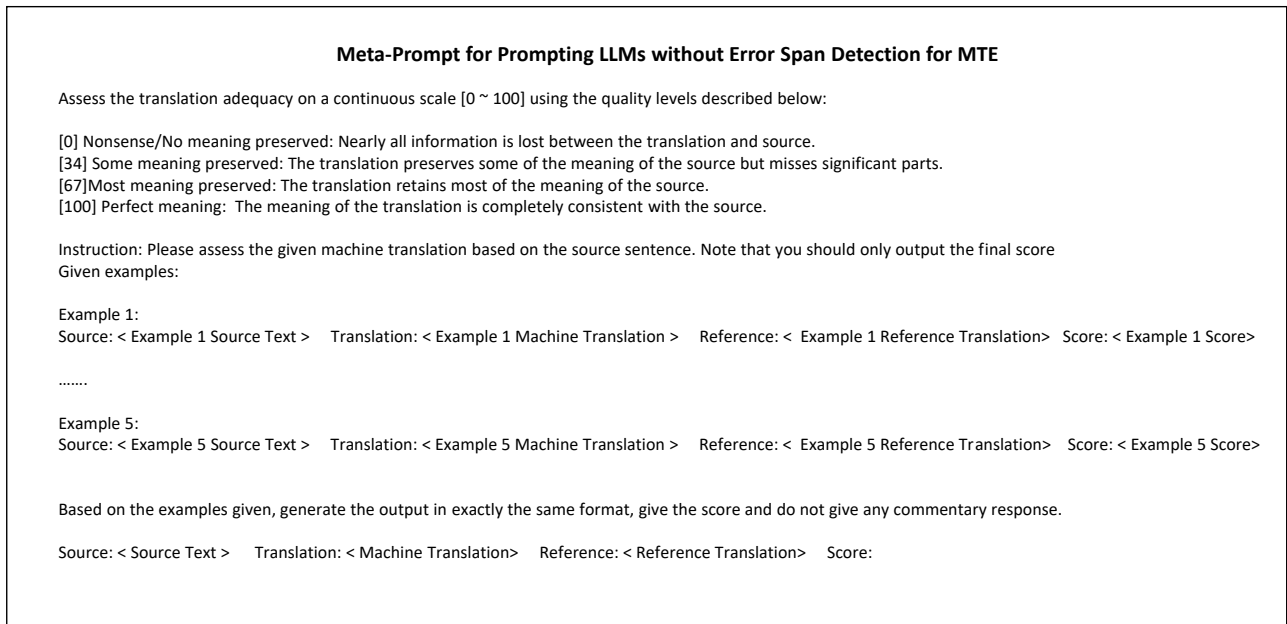 Meta-Prompt for Prompting LLMs without Error Span Detection for MTE
Assess the translation adequacy on a continuous scale [0 ~ 100] using the quality levels described below:
[0] Nonsense/No meaning preserved: Nearly all information is lost between the translation and source.
[34] Some meaning preserved: The translation preserves some of the meaning of the source but misses significant parts.
[67]Most meaning preserved: The translation retains most of the meaning of the source.
[100] Perfect meaning:  The meaning of the translation is completely consistent with the source.
Instruction: Please assess the given machine translation based on the source sentence. Note that you should only output the final score
Given examples:
Example 1:
Source: < Example 1 Source Text >    Translation: < Example 1 Machine Translation >    Reference: <  Example 1 Reference Translation>   Score: < Example 1 Score>
…….
Example 5:
Source: < Example 5 Source Text >    Translation: < Example 5 Machine Translation >    Reference: <  Example 5 Reference Translation>    Score: < Example 5 Score>
Based on the examples given, generate the output in exactly the same format, give the score and do not give any commentary response.
Source: < Source Text >     Translation: < Machine Translation>    Reference: < Reference Translation>    Score: